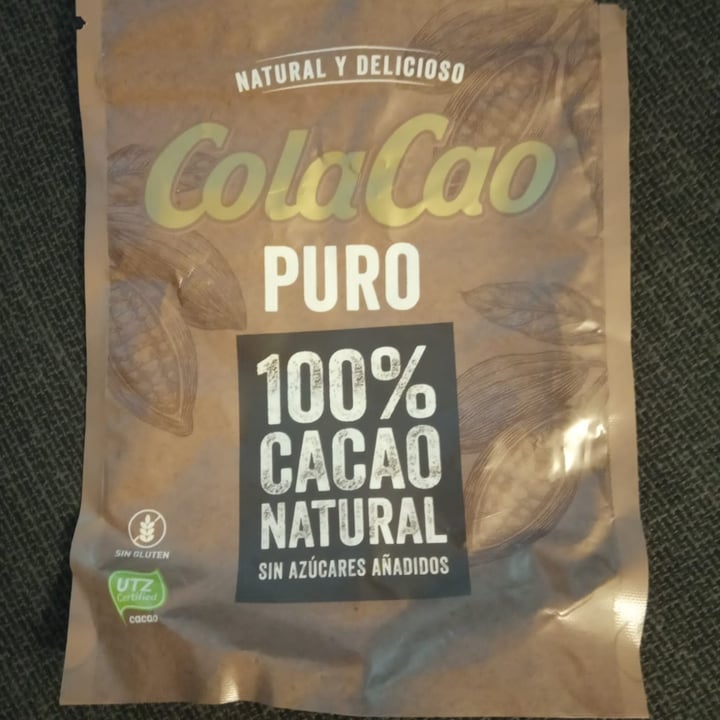 NATURAL Y DELICIOSO
ColaCao
PURO
100%
CACAO
NATURAL
SIN AZÚCARES AÑADIDOS
SIN GLUTEN
UTZ
Certified
cacao